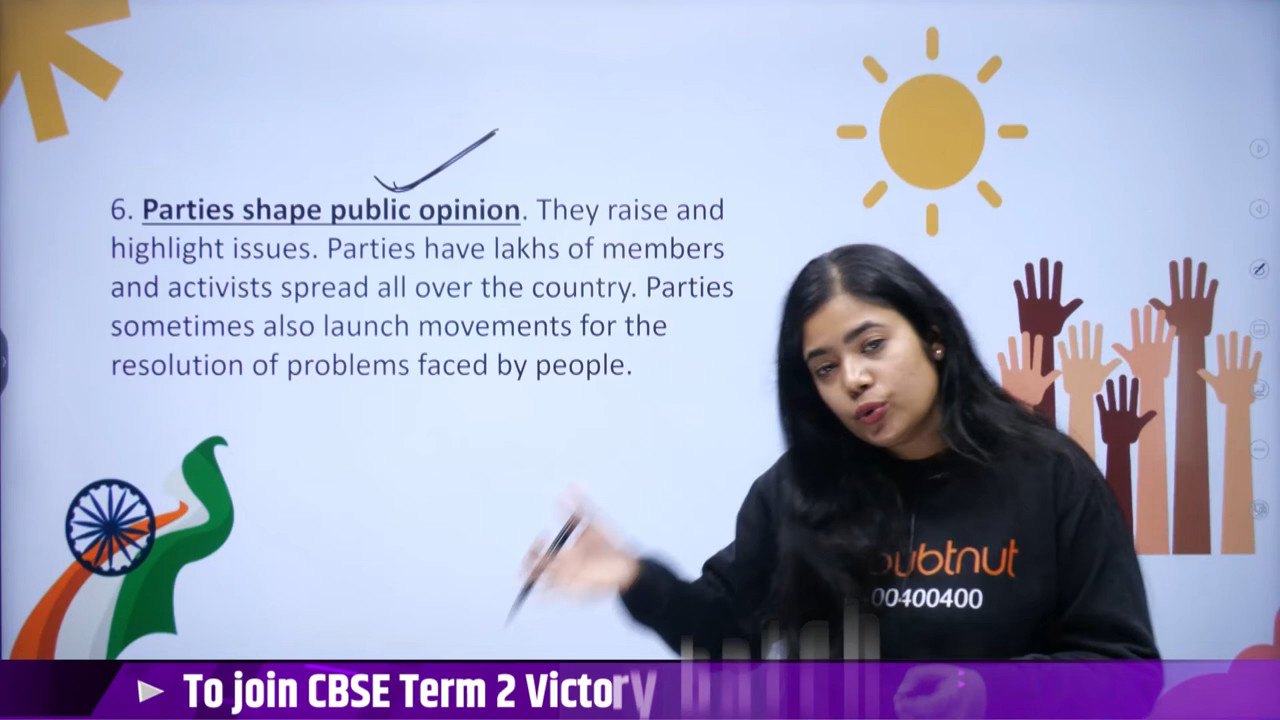 6. Parties shape public opinion. They raise and
highlight issues. Parties have lakhs of members
and activists spread all over the country. Parties
sometimes also launch movements for the
resolution of problems faced by people.
ubtnut
00400400
To join CBSE Term 2 Victory